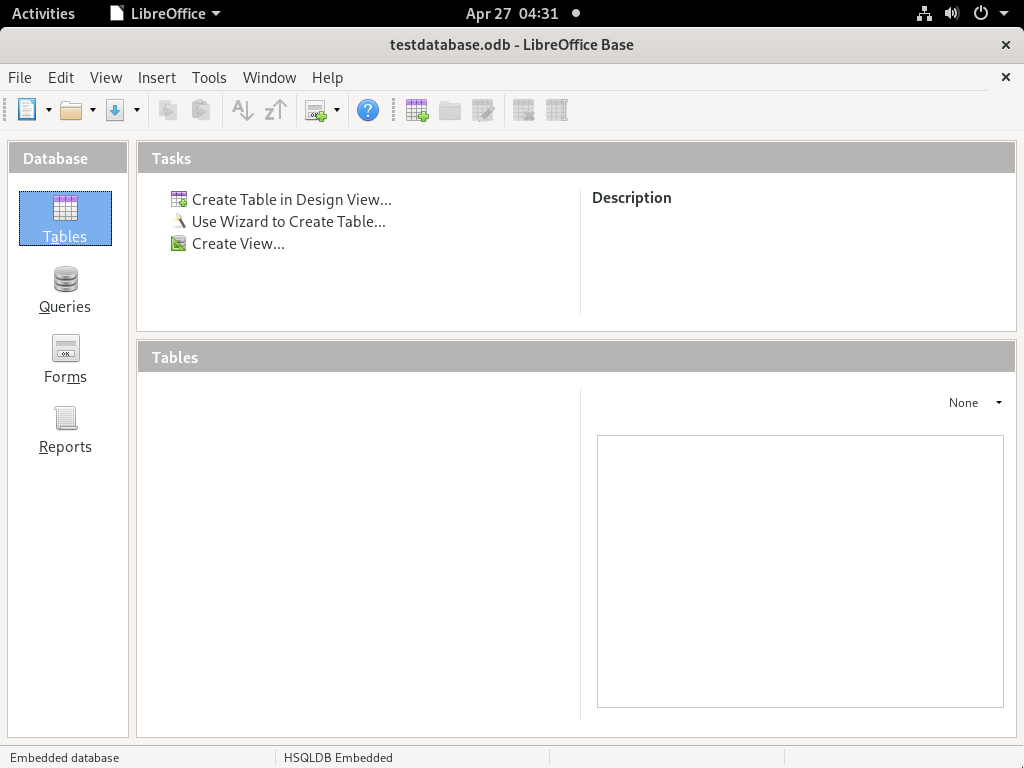 Activities LibreOffice Apr 27 04:31
testdatabase.odb - LibreOffice Base
File Edit View Insert Tools Window Help
Database
Tables
Queries
Forms
Reports
Tasks
Create Table in Design View...
Use Wizard to Create Table...
Create View...
Description
Tables
None
Embedded database HSQLDB Embedded